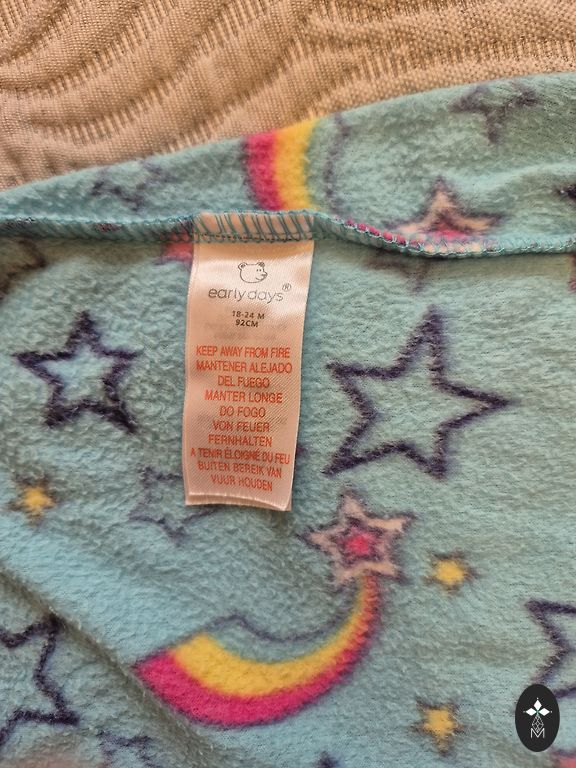 early days®
18-24 M
92CM
KEEP AWAY FROM FIRE
MANTENER ALEJADO
DEL FUEGO
MANTER LONGE
DO FOGO
VON FEUER
FERNHALTEN
A TENIR ÉLOIGNÉ DU FEU
BUITEN BEREIK VAN
VUUR HOUDEN
M